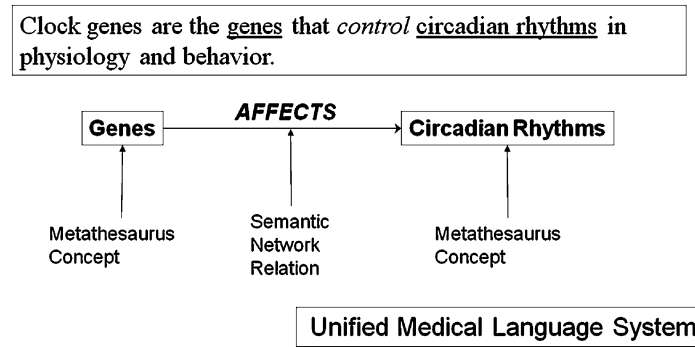 Clock genes are the genes that control circadian rhythms in
physiology and behavior.
AFFECTS
Genes
Circadian Rhythms
Metathesaurus
Concept
Semantic
Network
Relation
Metathesaurus
Concept
Unified Medical Language System